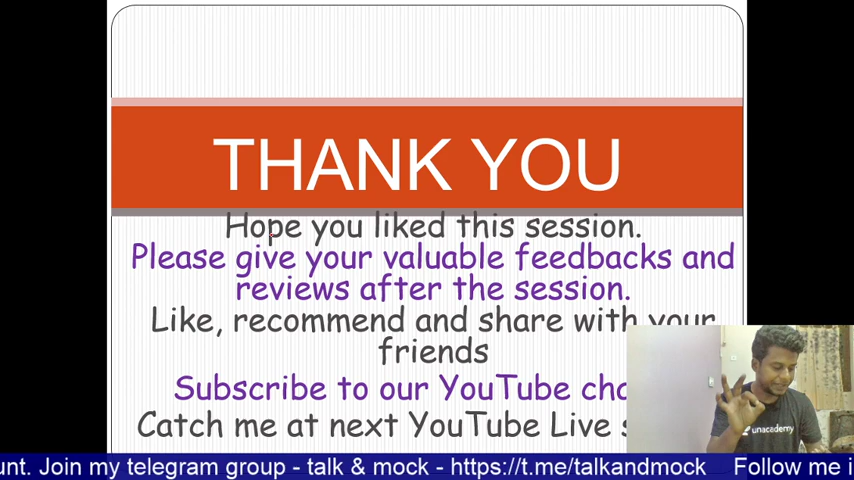 THANK YOU
Hope you liked this session.
Please give your valuable feedbacks and
reviews after the session.
Like, recommend and share with your
friends
Subscribe to our YouTube
Catch me at next YouTube Live
unacademy
unt. Join my telegram group - talk & mock - https://t.me/talkandmock Follow me i